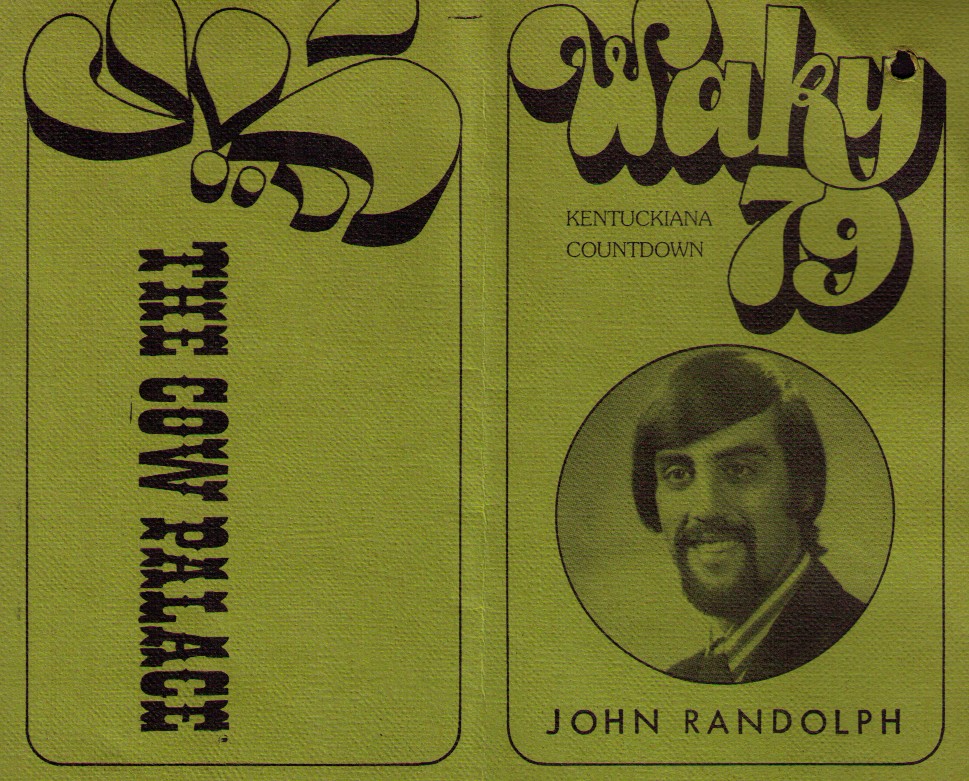 THE COW PALACE
Waky
79
KENTUCKIANA
COUNTDOWN
JOHN RANDOLPH